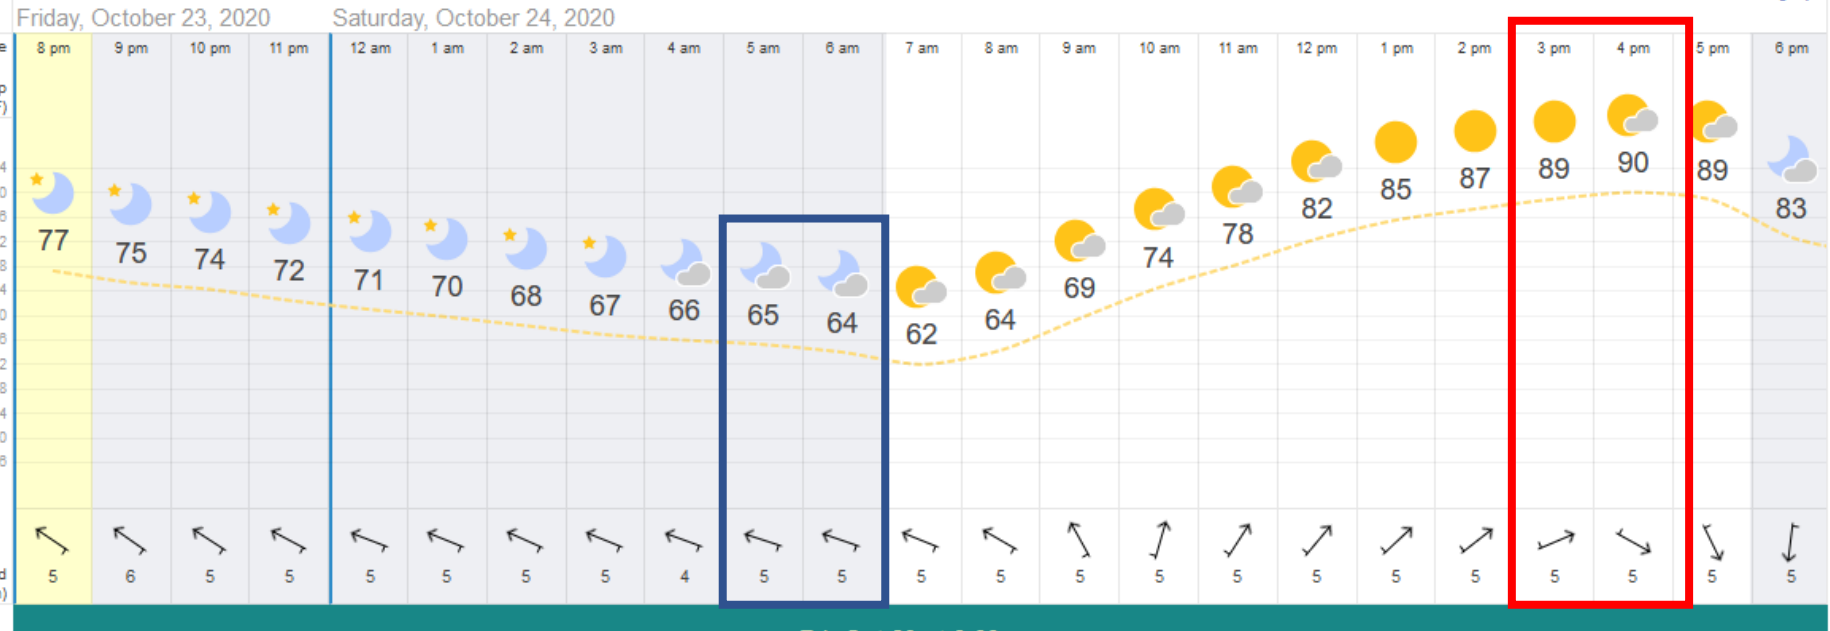 Friday, October 23, 2020 Saturday, October 24, 2020
8 pm 9 pm 10 pm 11 pm 12 am 1 am 2 am 3 am 4 am 5 am 6 am 7 am 8 am 9 am 10 am 11 am 12 pm 1 pm 2 pm 3 pm 4 pm 5 pm 6 pm
77 75 74 72 71 70 68 67 66 65 64 62 64 69 74 78 82 85 87 89 90 89 83
5 6 5 5 5 5 5 5 4 5 5 5 5 5 5 5 5 5 5 5 5 5 5